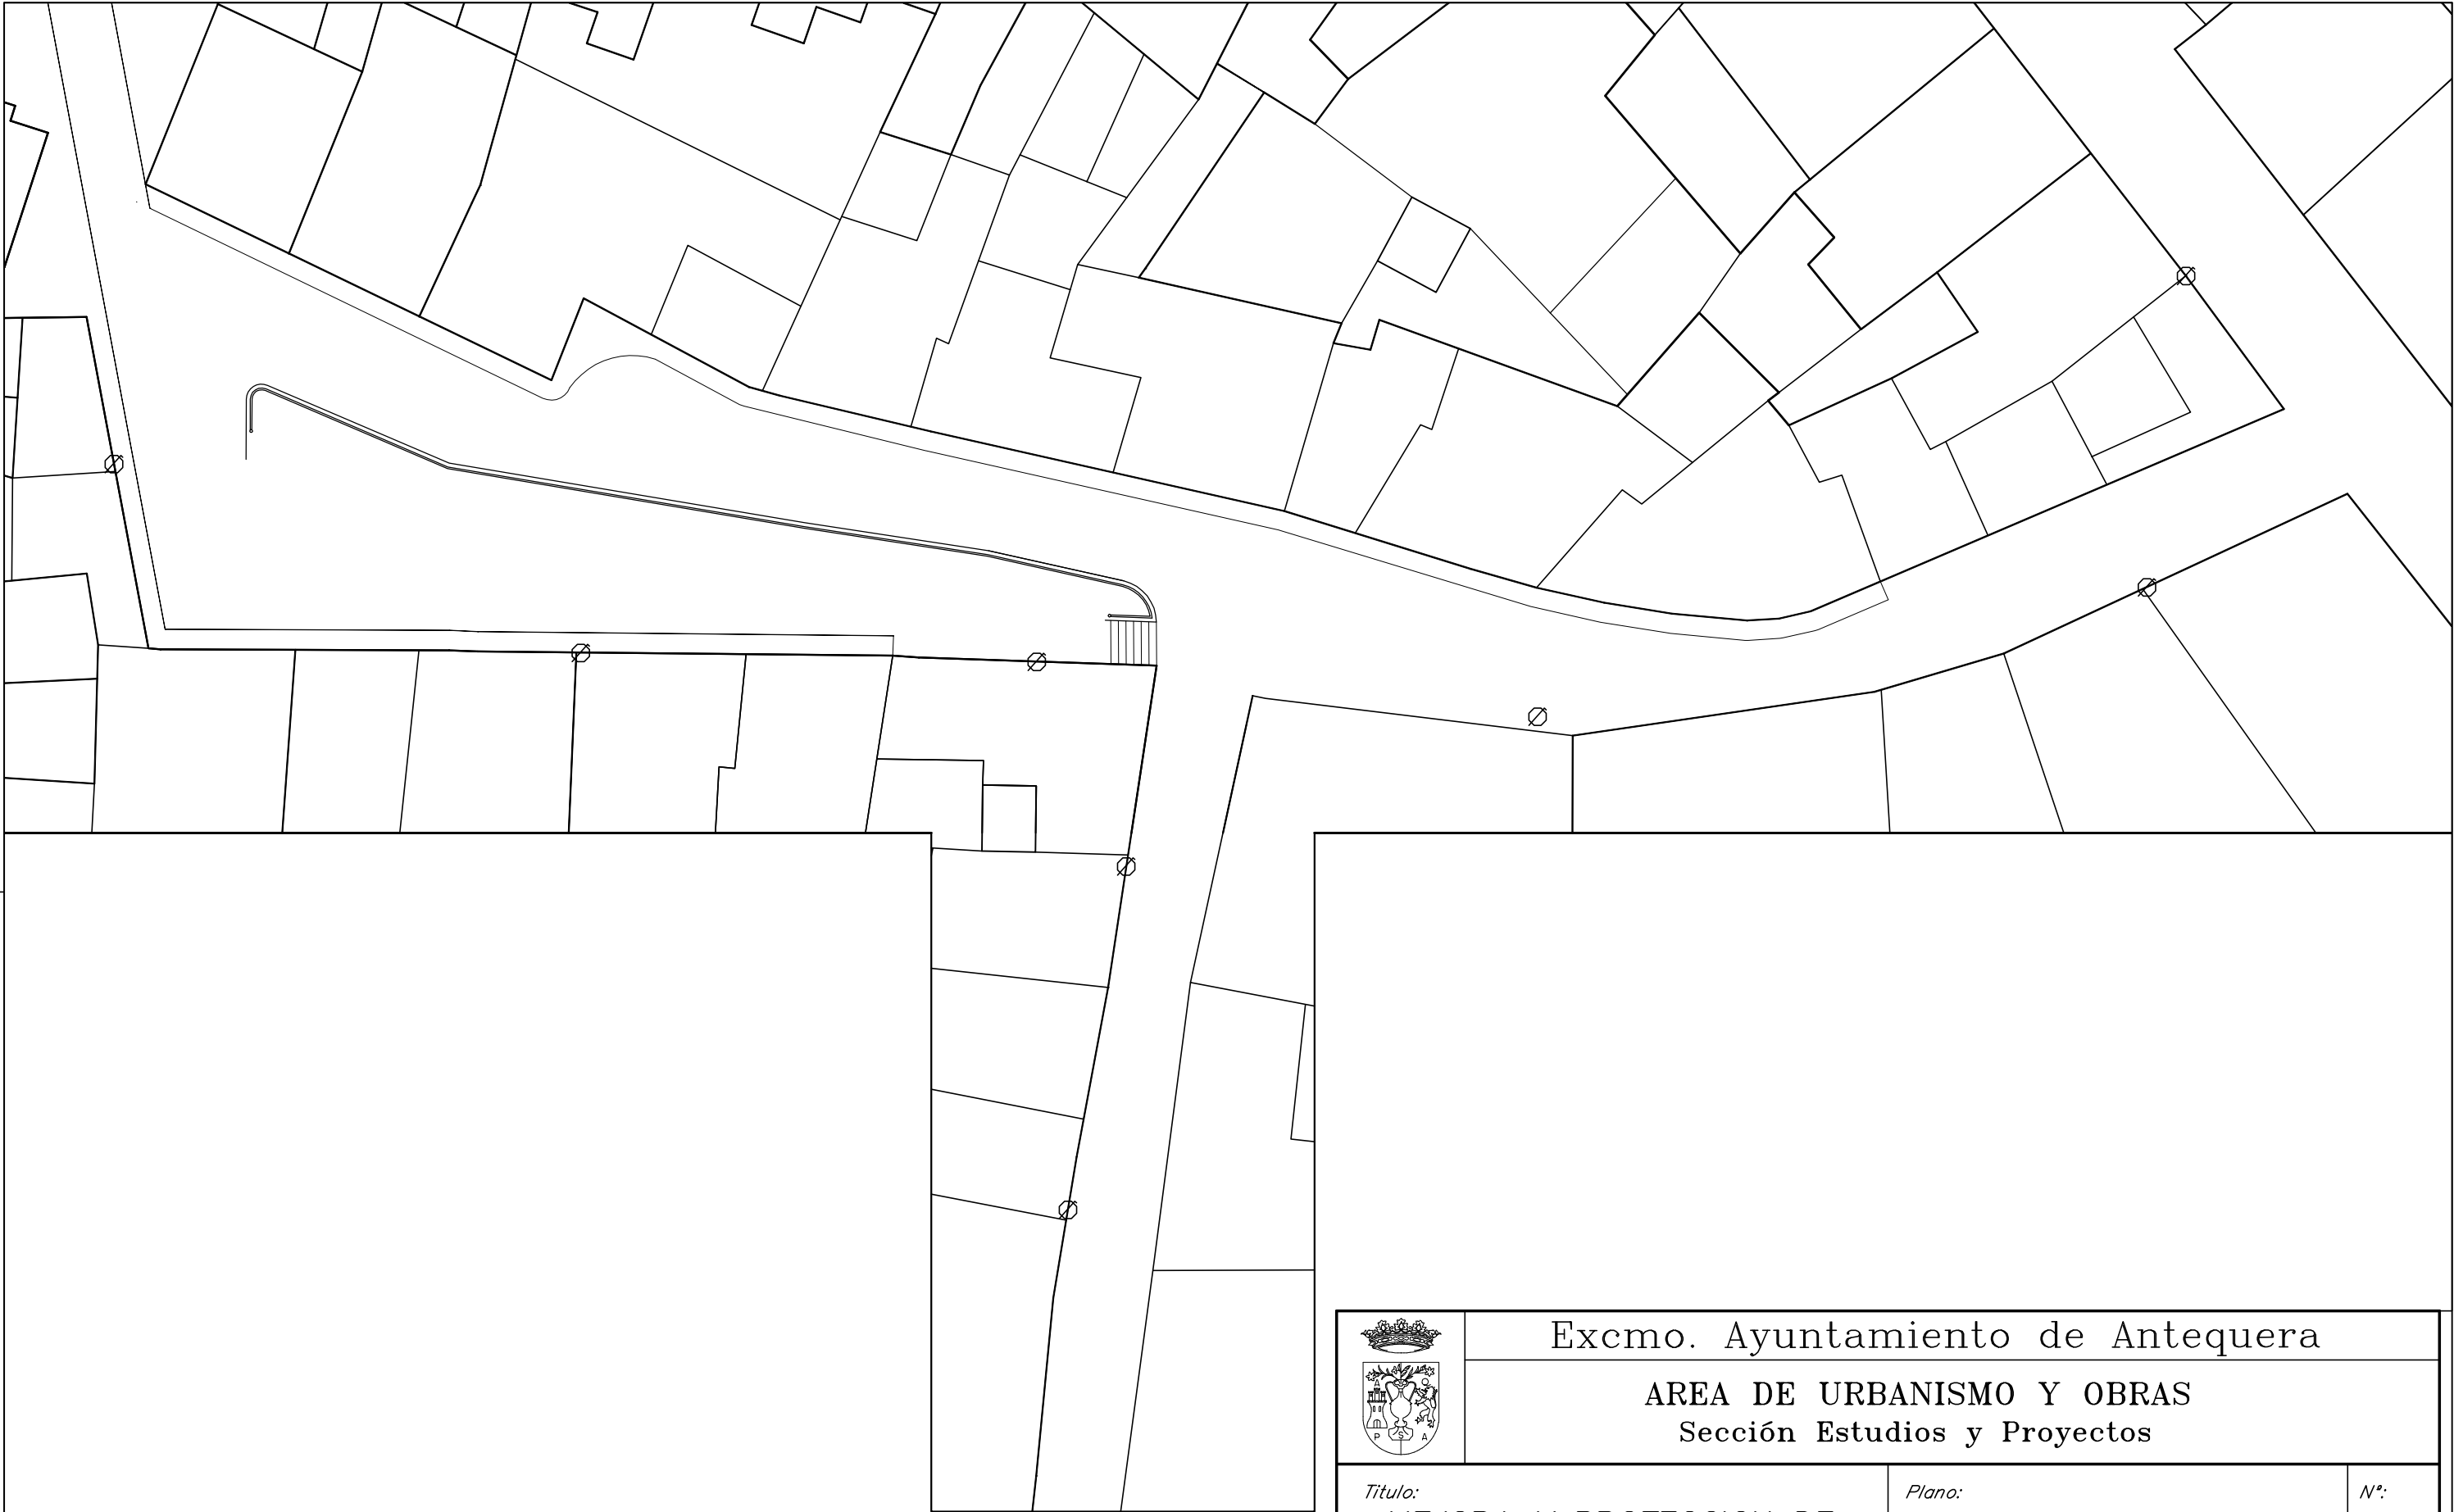 Excmo. Ayuntamiento de Antequera
AREA DE URBANISMO Y OBRAS
Sección Estudios y Proyectos
A
P S A
Titulo:
Plano:
Nº: